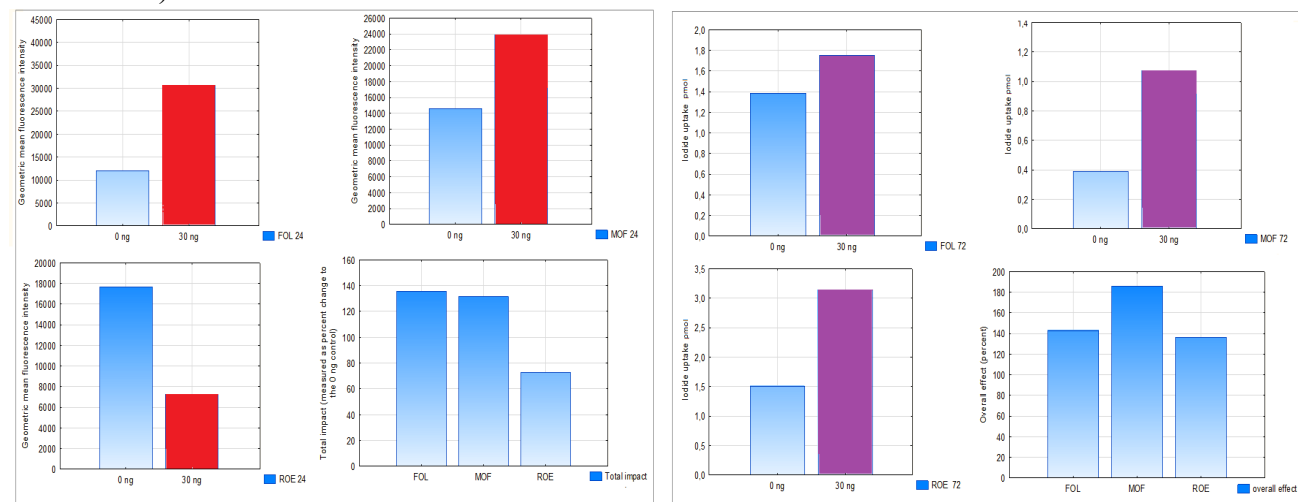 )
Geometric mean fluorescence intensity
45000
40000
35000
30000
25000
20000
15000
10000
5000
0
0 ng
30 ng
FOL 24
Geometric mean fluorescence intensity
26000
24000
22000
20000
18000
16000
14000
12000
10000
8000
6000
4000
2000
0
0 ng
30 ng
MOF 24
Geometric mean fluorescence intensity
20000
18000
16000
14000
12000
10000
8000
6000
4000
2000
0
0 ng
30 ng
ROE 24
Total impact (measured as percent change to
the 0 ng control)
160
140
120
100
80
60
40
20
0
FOL
MOF
ROE
Total impact
Iodide uptake pmol
2,0
1,8
1,6
1,4
1,2
1,0
0,8
0,6
0,4
0,2
0,0
0 ng
30 ng
FOL 72
Iodide uptake pmol
1,4
1,2
1,0
0,8
0,6
0,4
0,2
0,0
0 ng
30 ng
MOF 72
Iodide uptake pmol
3,5
3,0
2,5
2,0
1,5
1,0
0,5
0,0
0 ng
30 ng
ROE 72
Overall effect (percent)
200
180
160
140
120
100
80
60
40
20
0
FOL
MOF
ROE
overall effect